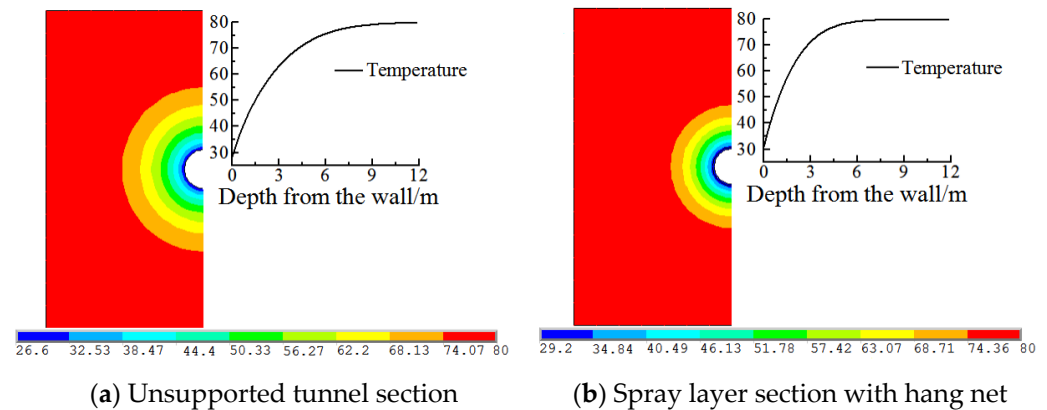 80
70
60
50
40
30
0 3 6 9 12
Temperature
Depth from the wall/m
26.6 32.53 38.47 44.4 50.33 56.27 62.2 68.13 74.07 80
(a) Unsupported tunnel section
80
70
60
50
40
30
0 3 6 9 12
Temperature
Depth from the wall/m
29.2 34.84 40.49 46.13 51.78 57.42 63.07 68.71 74.36 80
(b) Spray layer section with hang net